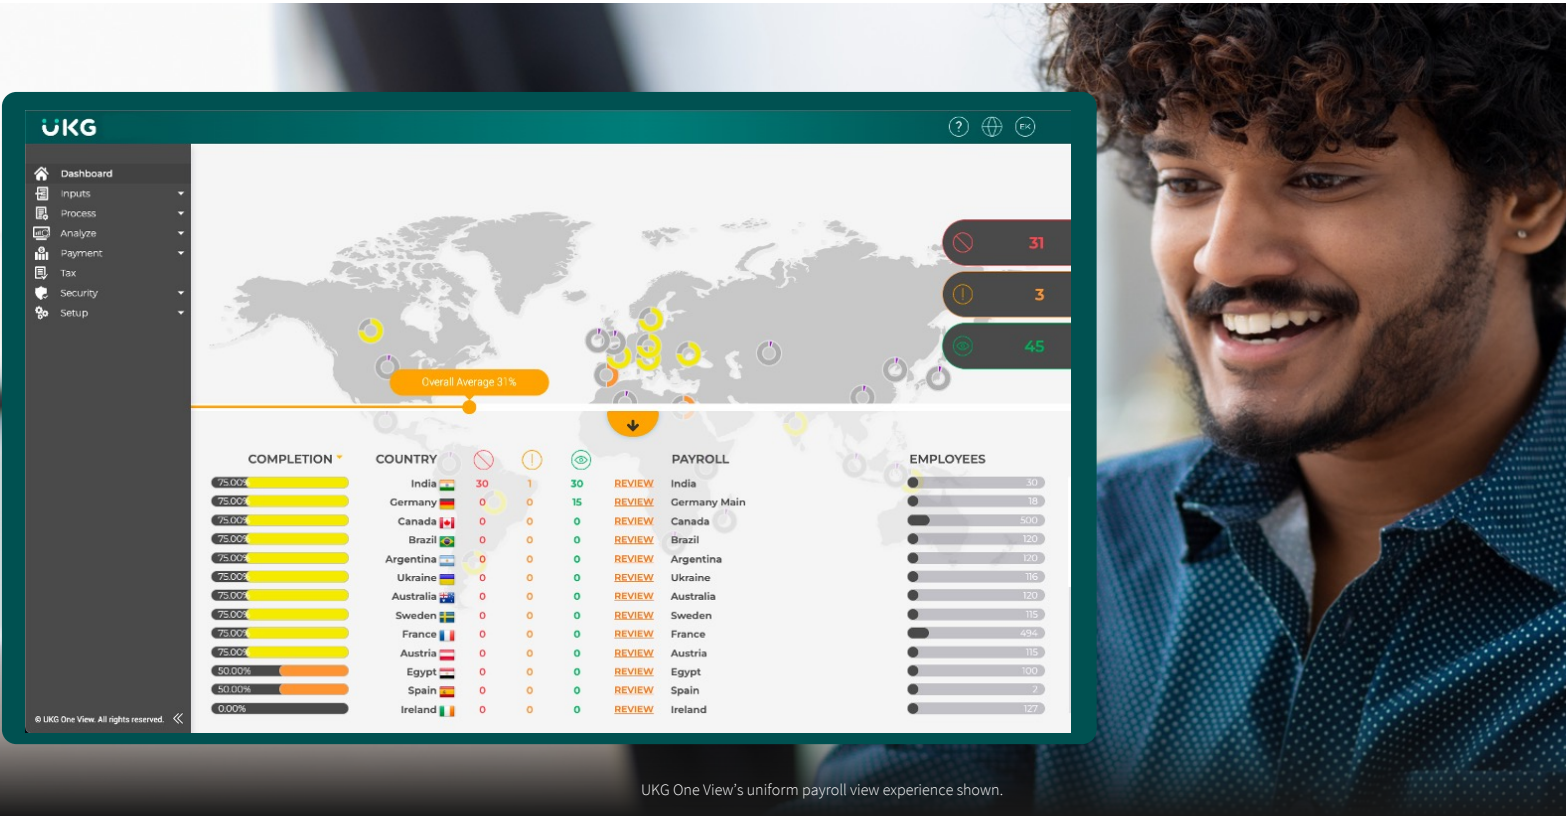 UKG
? EK
Dashboard
Inputs
Process
Analyze
Payment
Tax
Security
Setup
© UKG One View. All rights reserved.
31
3
45
Overall Average 31%
COMPLETION COUNTRY PAYROLL EMPLOYEES
75.00% India 30 1 30 REVIEW India 30
75.00% Germany 0 0 15 REVIEW Germany Main 18
75.00% Canada 0 0 0 REVIEW Canada 500
75.00% Brazil 0 0 0 REVIEW Brazil 120
75.00% Argentina 0 0 0 REVIEW Argentina 120
75.00% Ukraine 0 0 0 REVIEW Ukraine 116
75.00% Australia 0 0 0 REVIEW Australia 120
75.00% Sweden 0 0 0 REVIEW Sweden 115
75.00% France 0 0 0 REVIEW France 494
75.00% Austria 0 0 0 REVIEW Austria 115
50.00% Egypt 0 0 0 REVIEW Egypt 100
50.00% Spain 0 0 0 REVIEW Spain 2
0.00% Ireland 0 0 0 REVIEW Ireland 127
UKG One View’s uniform payroll view experience shown.